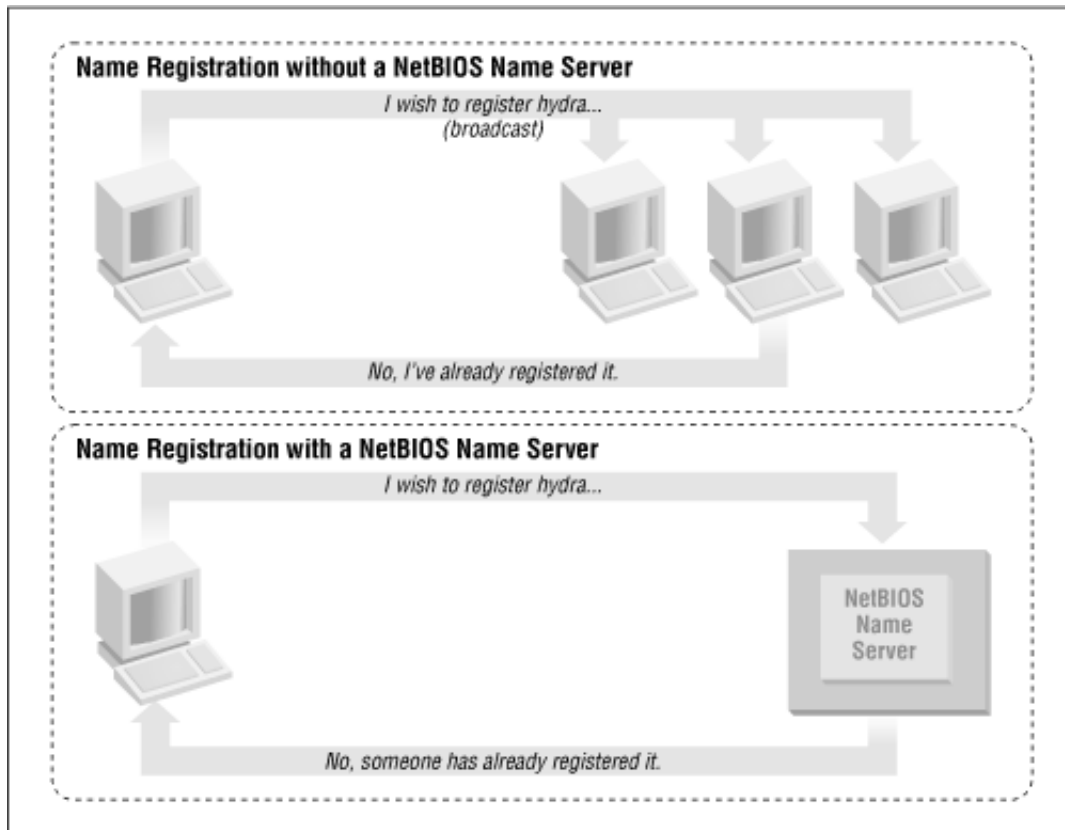 Name Registration without a NetBIOS Name Server
I wish to register hydra...
(broadcast)
No, I've already registered it.
Name Registration with a NetBIOS Name Server
I wish to register hydra...
NetBIOS
Name
Server
No, someone has already registered it.